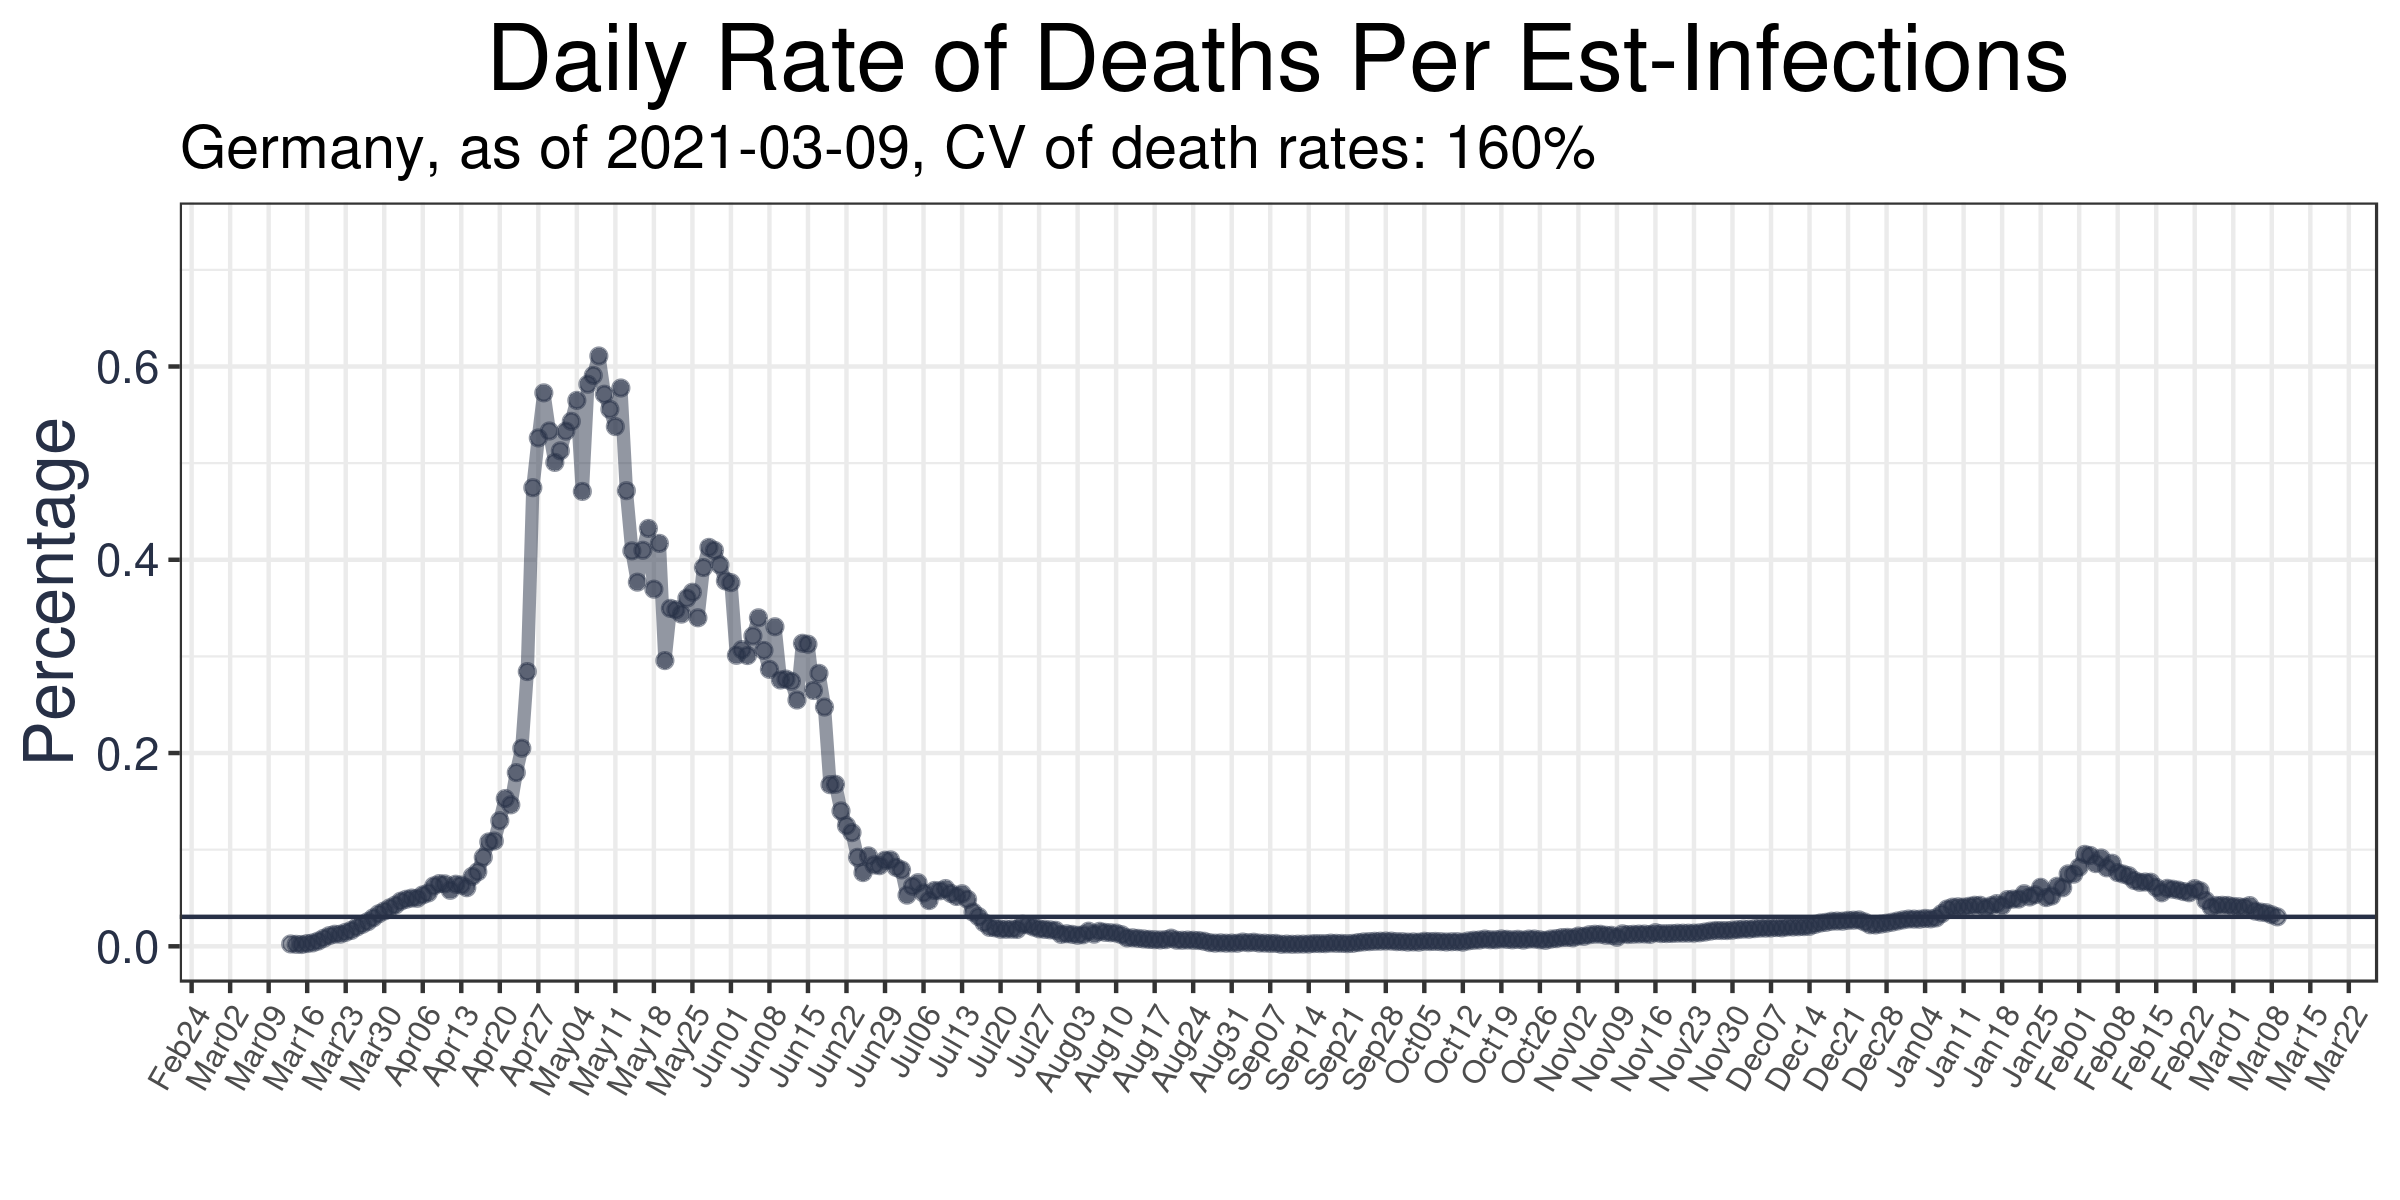 Daily Rate of Deaths Per Est-Infections
Germany, as of 2021-03-09, CV of death rates: 160%
Percentage
0.6
0.4
0.2
0.0
Feb24 Mar02 Mar09 Mar16 Mar23 Mar30 Apr06 Apr13 Apr20 Apr27 May04 May11 May18 May25 Jun01 Jun08 Jun15 Jun22 Jun29 Jul06 Jul13 Jul20 Jul27 Aug03 Aug10 Aug17 Aug24 Aug31 Sep07 Sep14 Sep21 Sep28 Oct05 Oct12 Oct19 Oct26 Nov02 Nov09 Nov16 Nov23 Nov30 Dec07 Dec14 Dec21 Dec28 Jan04 Jan11 Jan18 Jan25 Feb01 Feb08 Feb15 Feb22 Mar01 Mar08 Mar15 Mar22